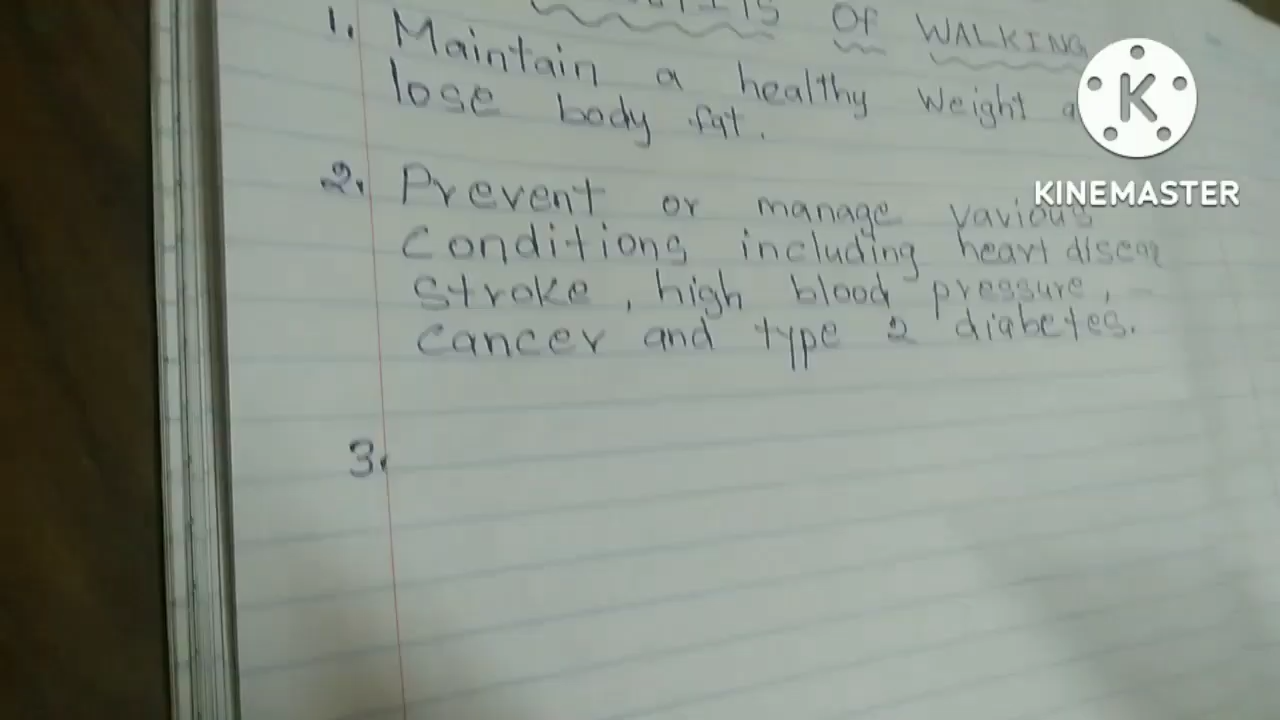 OF WALKING
1. Maintain a healthy weight a
lose body fat.
2. Prevent or manage various
conditions including heart disea
stroke, high blood pressure,
cancer and type 2 diabetes.
3.
K
KINEMASTER